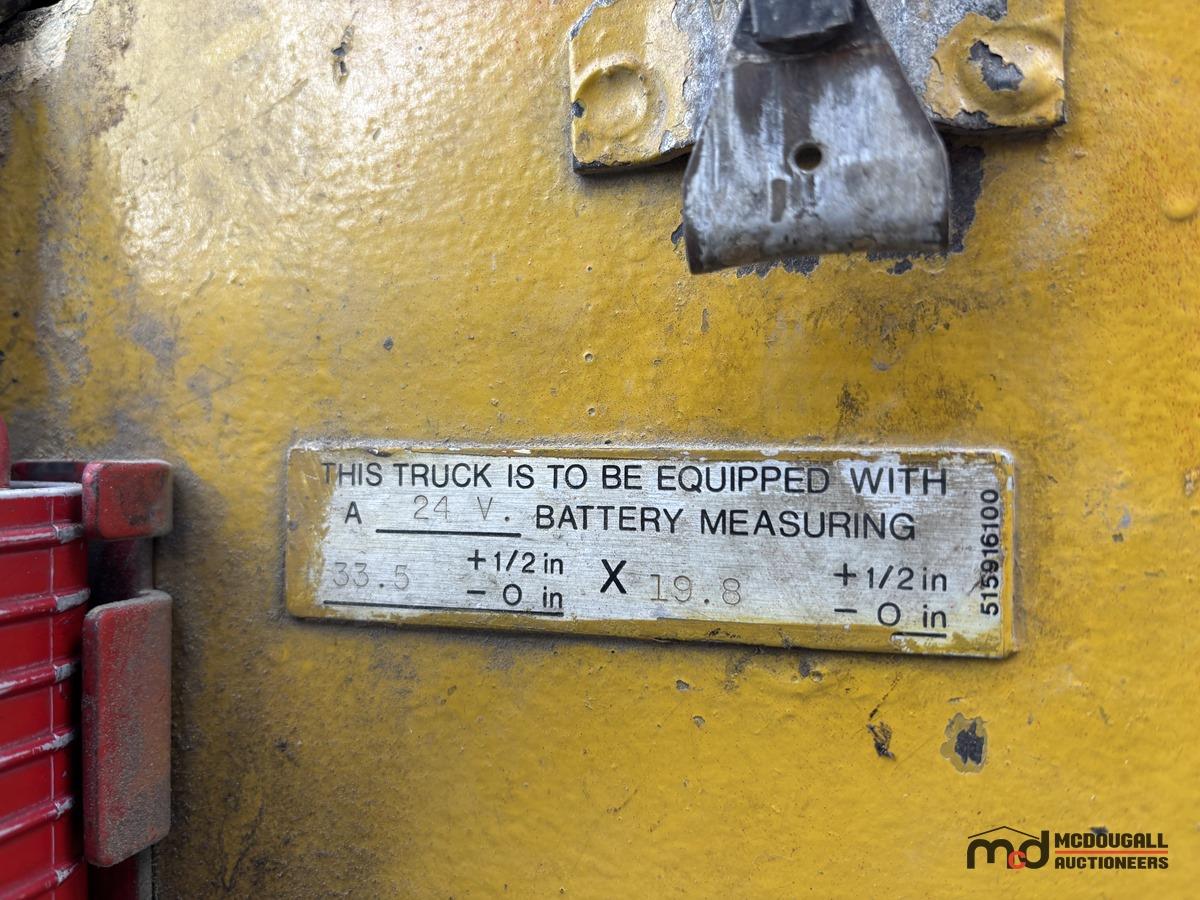 THIS TRUCK IS TO BE EQUIPPED WITH
A 24 V. BATTERY MEASURING
33.5 +1/2 in X 19.8 +1/2 in
- 0 in - 0 in
515916100
mcd MCDOUGALL
AUCTIONEERS